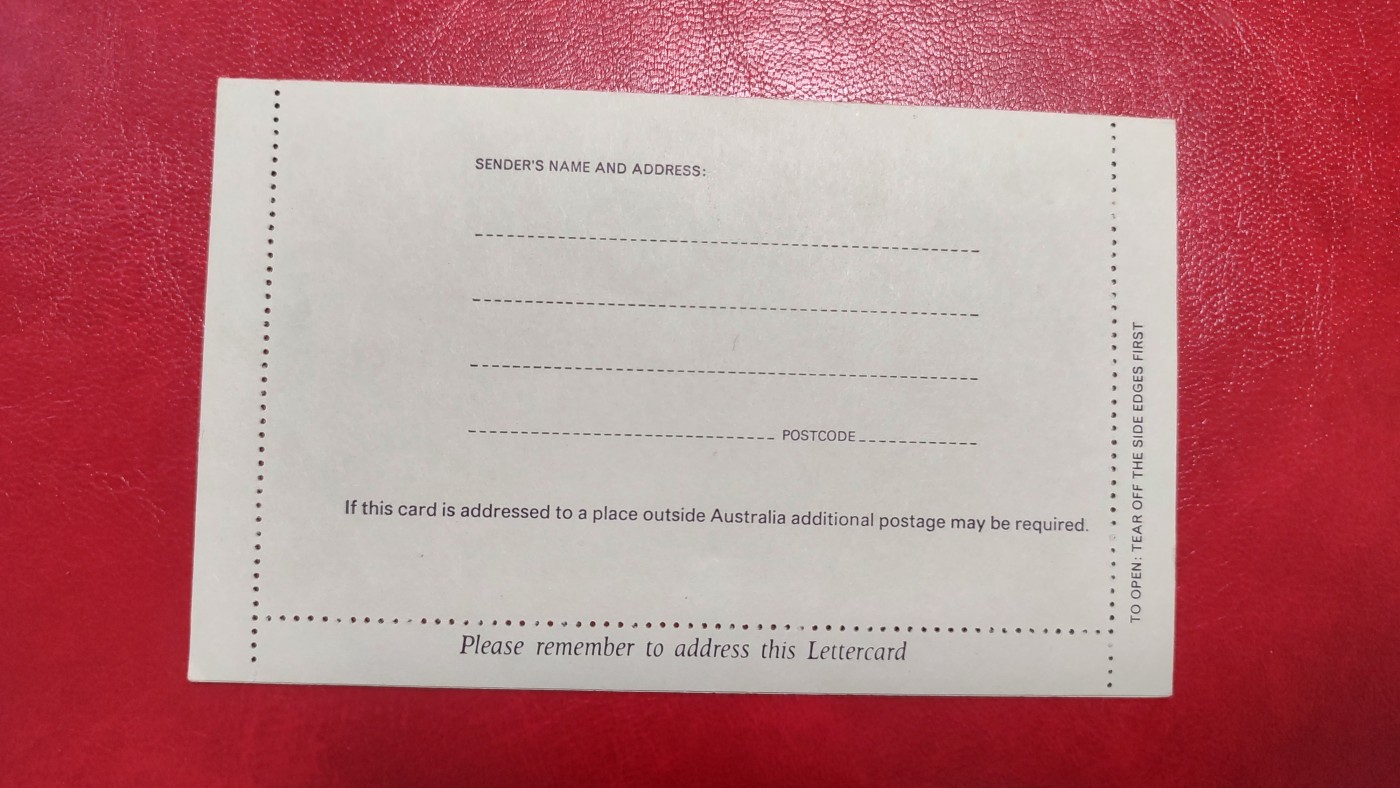 SENDER'S NAME AND ADDRESS:
POSTCODE
If this card is addressed to a place outside Australia additional postage may be required.
Please remember to address this Lettercard
TO OPEN: TEAR OFF THE SIDE EDGES FIRST